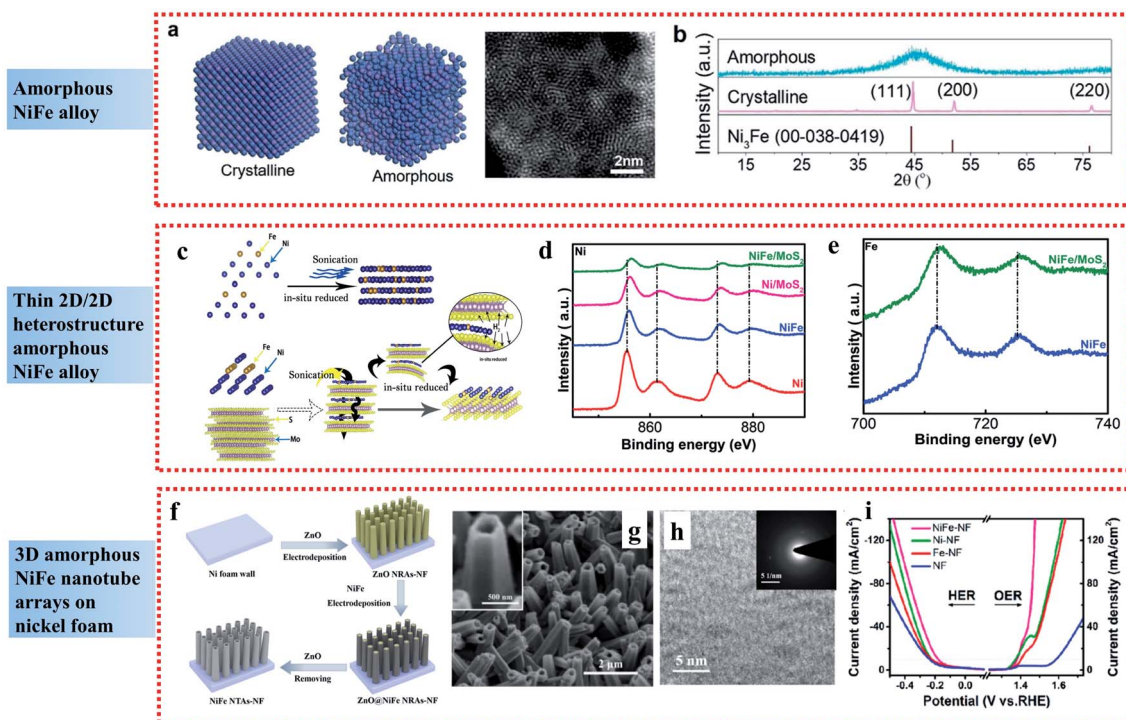 Amorphous
NiFe alloy
a
Crystalline
Amorphous
2nm
b
Intensity (a.u.)
Amorphous
Crystalline
(111)
(200)
(220)
Ni₃Fe (00-038-0419)
15
25
35
45
55
65
75
2θ (°)
Thin 2D/2D
heterostructure
amorphous
NiFe alloy
c
Fe
Ni
Sonication
in-situ reduced
Fe
Ni
Sonication
in-situ reduced
H
in-situ reduced
S
Mo
d
Ni
NiFe/MoS₂
Ni/MoS₂
NiFe
Ni
Intensity ( a.u.)
860
880
Binding energy (eV)
e
Fe
NiFe/MoS₂
NiFe
Intensity ( a.u.)
700
720
740
Binding energy (eV)
3D amorphous
NiFe nanotube
arrays on
nickel foam
f
Ni foam wall
ZnO
Electrodeposition
ZnO NRAs-NF
NiFe
Electrodeposition
ZnO@NiFe NRAs-NF
ZnO
Removing
NiFe NTAs-NF
g
500 nm
2 μm
h
5 1/nm
5 nm
i
NiFe-NF
Ni-NF
Fe-NF
NF
HER
OER
Current density (mA/cm²)
-120
-80
-40
0
Current density (mA/cm²)
120
80
40
0
-0.4
-0.2
0.0
1.4
1.6
Potential (V vs.RHE)